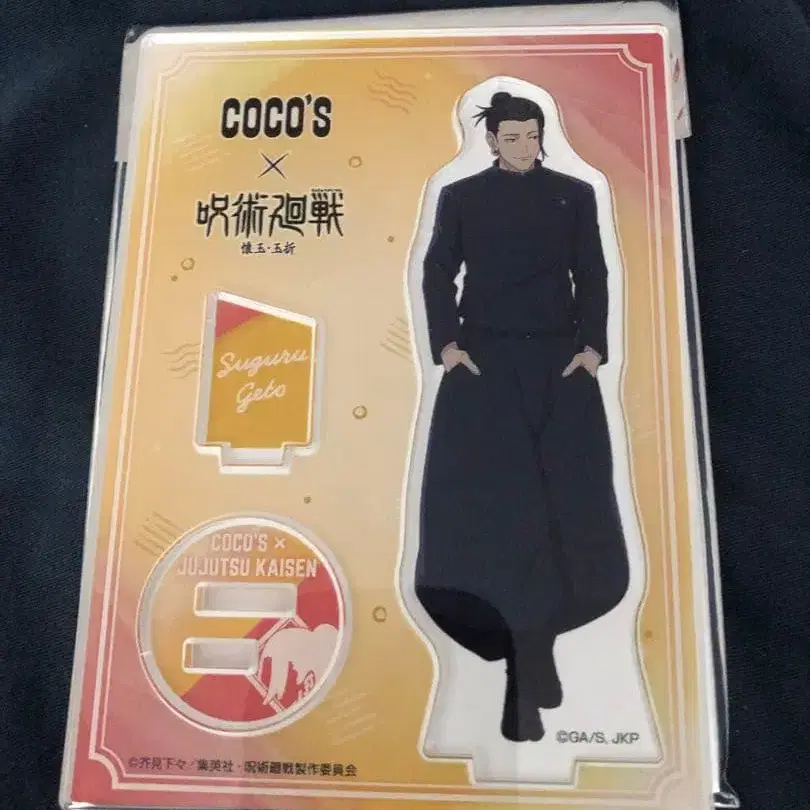 COCO'S
×
呪術廻戦
懐玉・玉折
Suguru
Geto
COCO'S ×
JUJUTSU KAISEN
©GA/S, JKP
©芥見下々／集英社・呪術廻戦製作委員会